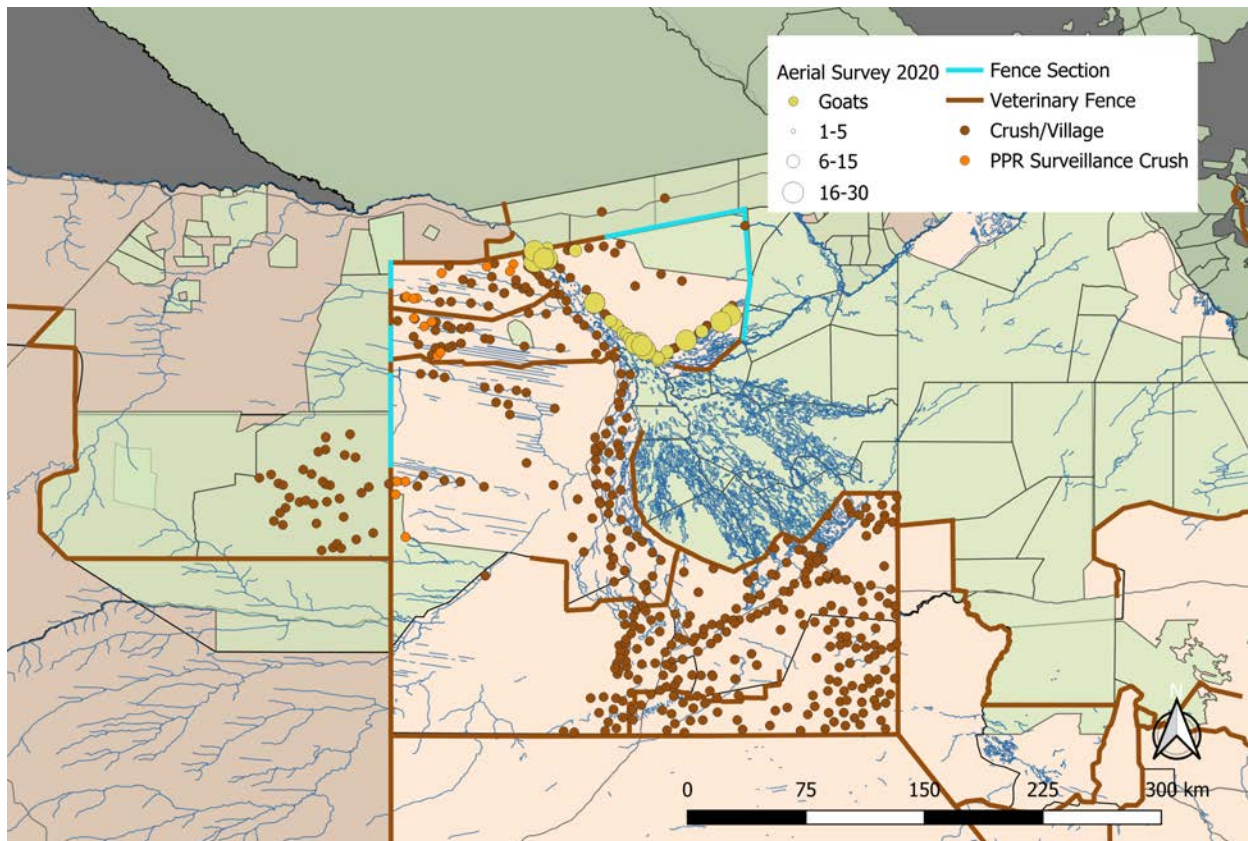 Aerial Survey 2020
Goats
1-5
6-15
16-30
Fence Section
Veterinary Fence
Crush/Village
PPR Surveillance Crush
N
0 75 150 225 300 km